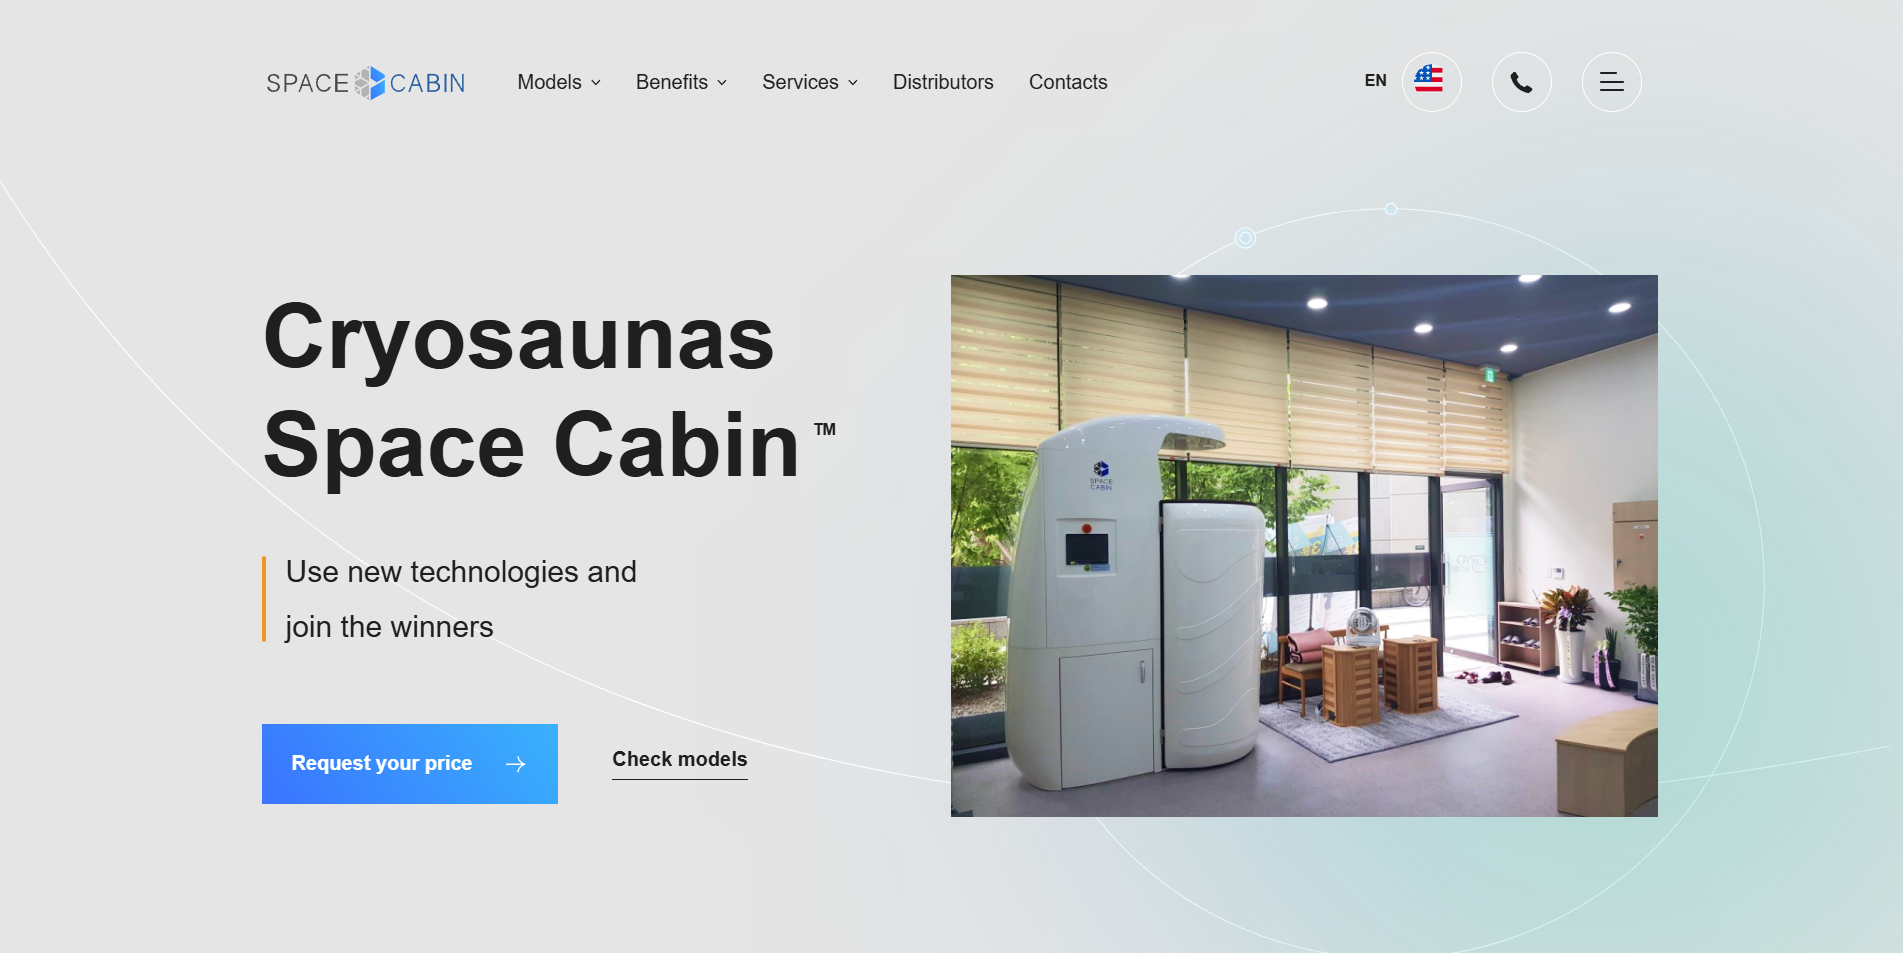 SPACE CABIN
Models
Benefits
Services
Distributors
Contacts
EN
Cryosaunas
Space Cabin ™
Use new technologies and
join the winners
Request your price
Check models
SPACE
CABIN